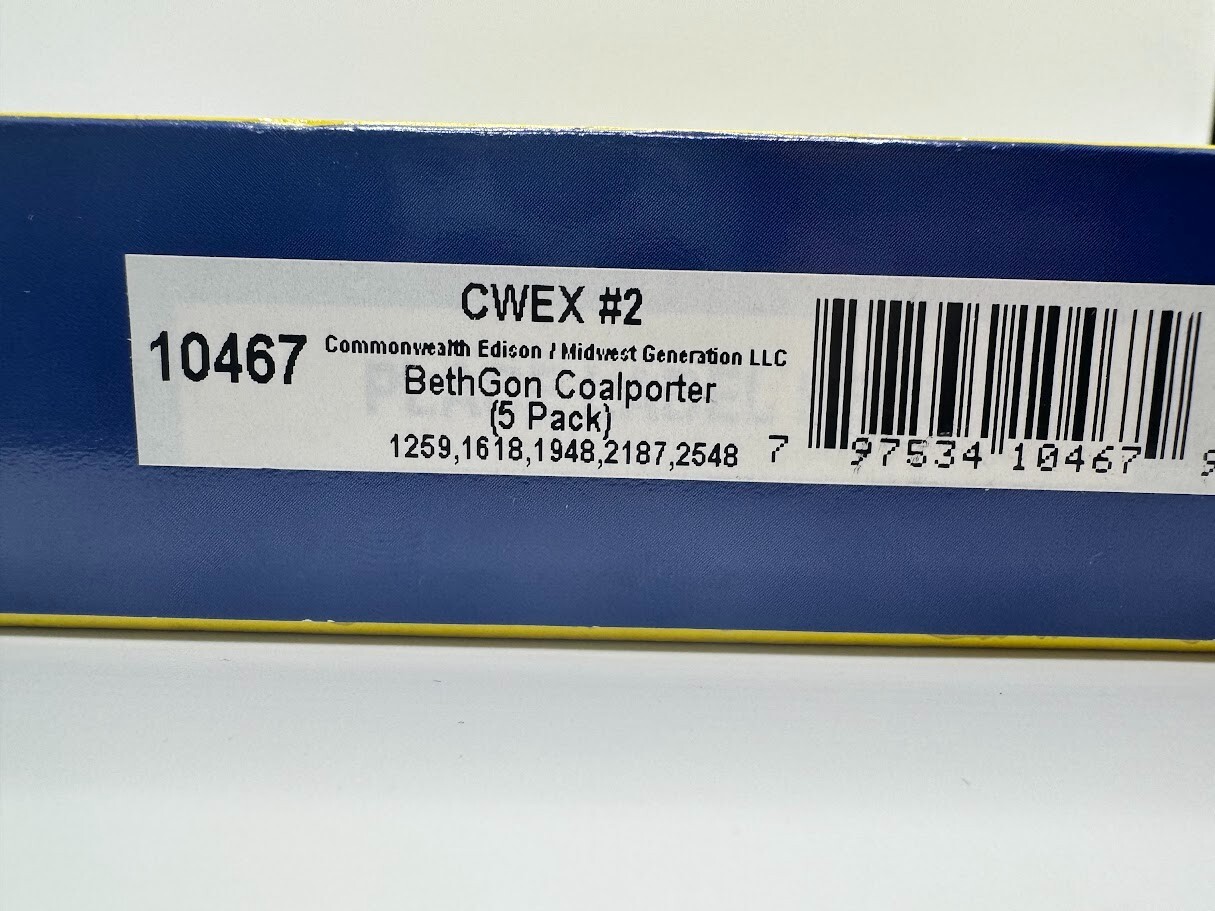 CWEX #2
10467
Commonwealth Edison / Midwest Generation LLC
BethGon Coalporter
(5 Pack)
1259,1618,1948,2187,2548
7 97534 10467 9